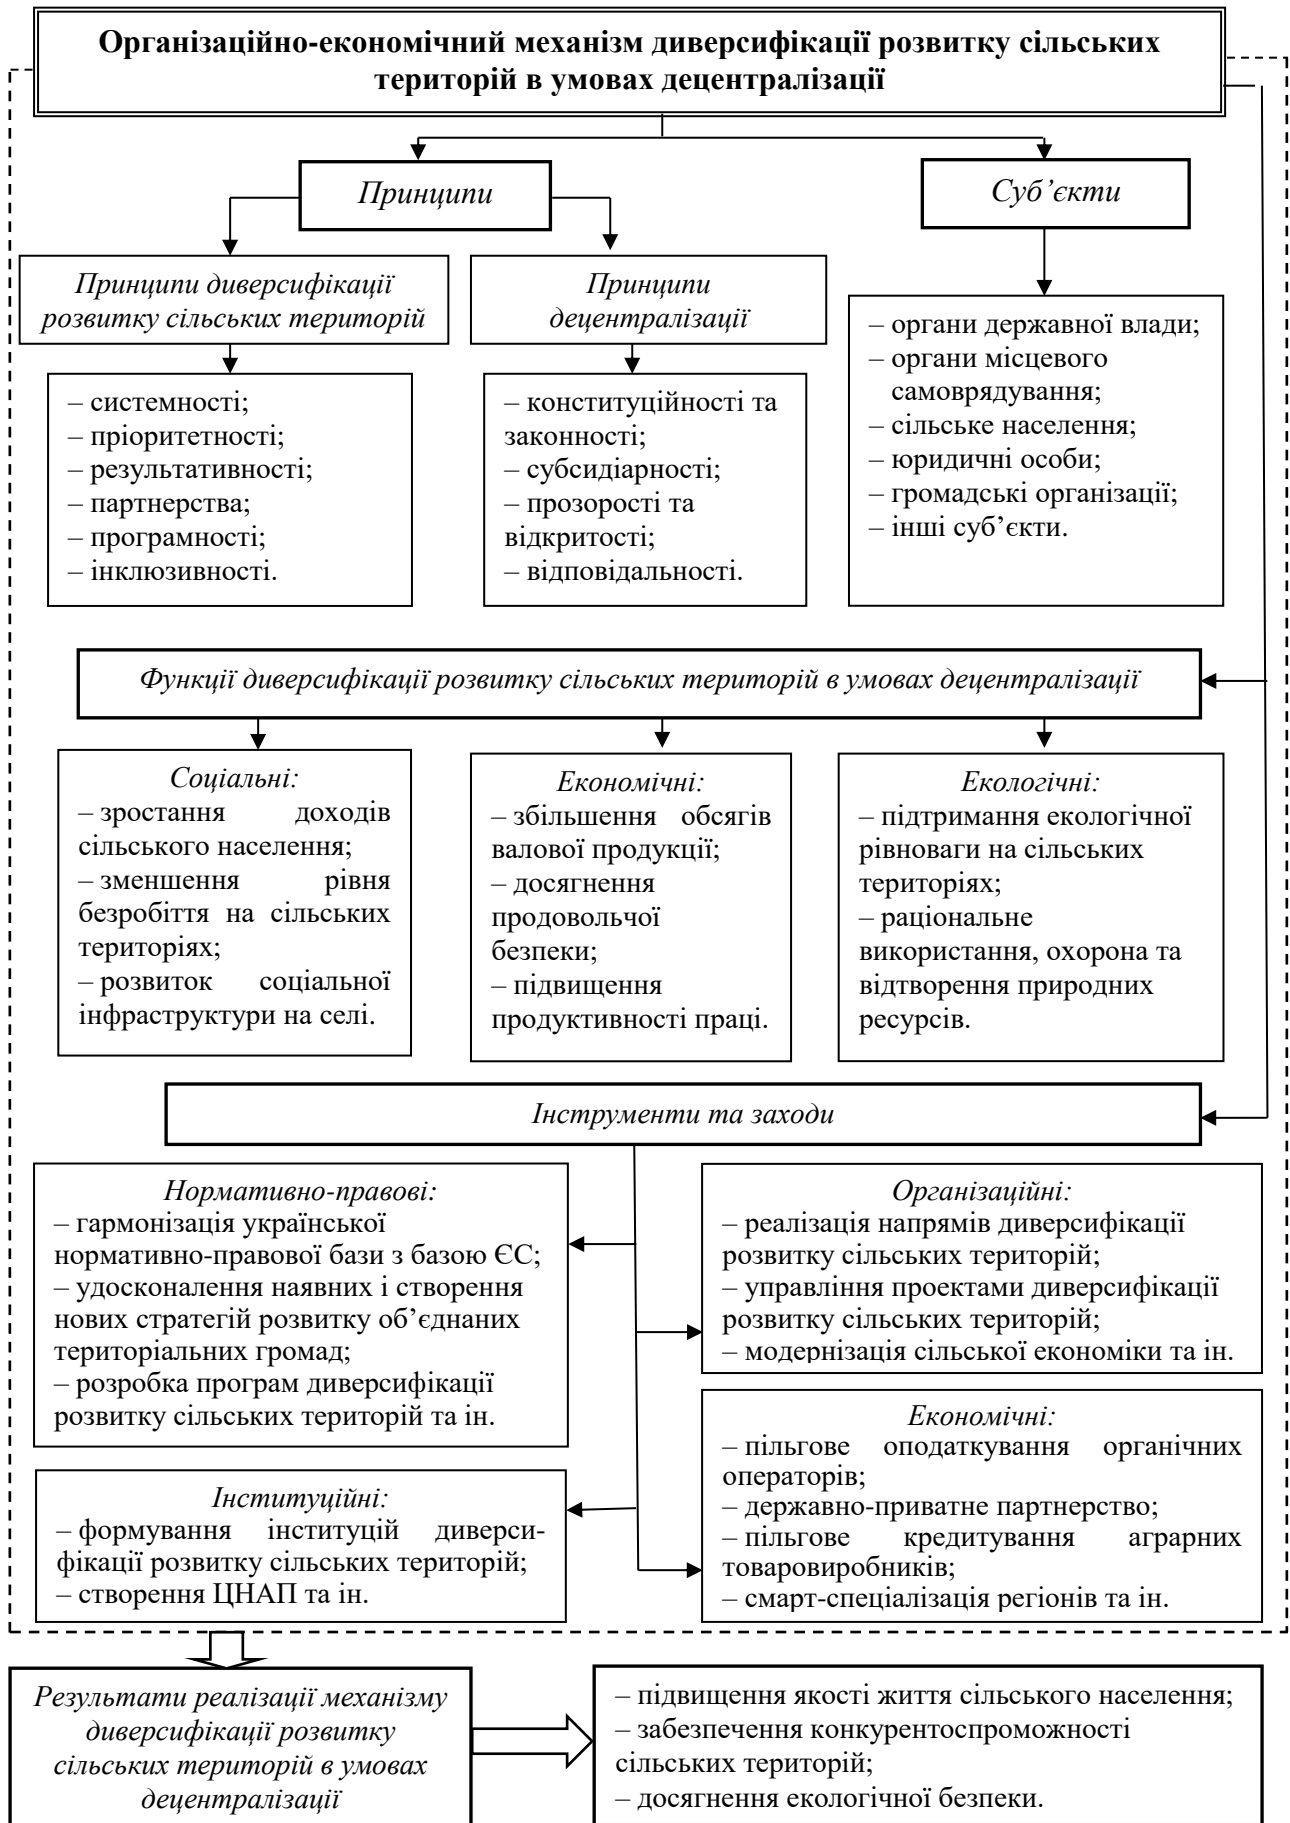 Організаційно-економічний механізм диверсифікації розвитку сільських
територій в умовах децентралізації
Принципи
Суб’єкти
Принципи диверсифікації
розвитку сільських територій
Принципи
децентралізації
– системності;
– пріоритетності;
– результативності;
– партнерства;
– програмності;
– інклюзивності.
– конституційності та
законності;
– субсидіарності;
– прозорості та
відкритості;
– відповідальності.
– органи державної влади;
– органи місцевого
самоврядування;
– сільське населення;
– юридичні особи;
– громадські організації;
– інші суб’єкти.
Функції диверсифікації розвитку сільських територій в умовах децентралізації
Соціальні:
– зростання доходів
сільського населення;
– зменшення рівня
безробіття на сільських
територіях;
– розвиток соціальної
інфраструктури на селі.
Економічні:
– збільшення обсягів
валової продукції;
– досягнення
продовольчої
безпеки;
– підвищення
продуктивності праці.
Екологічні:
– підтримання екологічної
рівноваги на сільських
територіях;
– раціональне
використання, охорона та
відтворення природних
ресурсів.
Інструменти та заходи
Нормативно-правові:
– гармонізація української
нормативно-правової бази з базою ЄС;
– удосконалення наявних і створення
нових стратегій розвитку об’єднаних
територіальних громад;
– розробка програм диверсифікації
розвитку сільських територій та ін.
Організаційні:
– реалізація напрямів диверсифікації
розвитку сільських територій;
– управління проектами диверсифікації
розвитку сільських територій;
– модернізація сільської економіки та ін.
Інституційні:
– формування інституцій диверси-
фікації розвитку сільських територій;
– створення ЦНАП та ін.
Економічні:
– пільгове оподаткування органічних
операторів;
– державно-приватне партнерство;
– пільгове кредитування аграрних
товаровиробників;
– смарт-спеціалізація регіонів та ін.
Результати реалізації механізму
диверсифікації розвитку
сільських територій в умовах
децентралізації
– підвищення якості життя сільського населення;
– забезпечення конкурентоспроможності
сільських територій;
– досягнення екологічної безпеки.